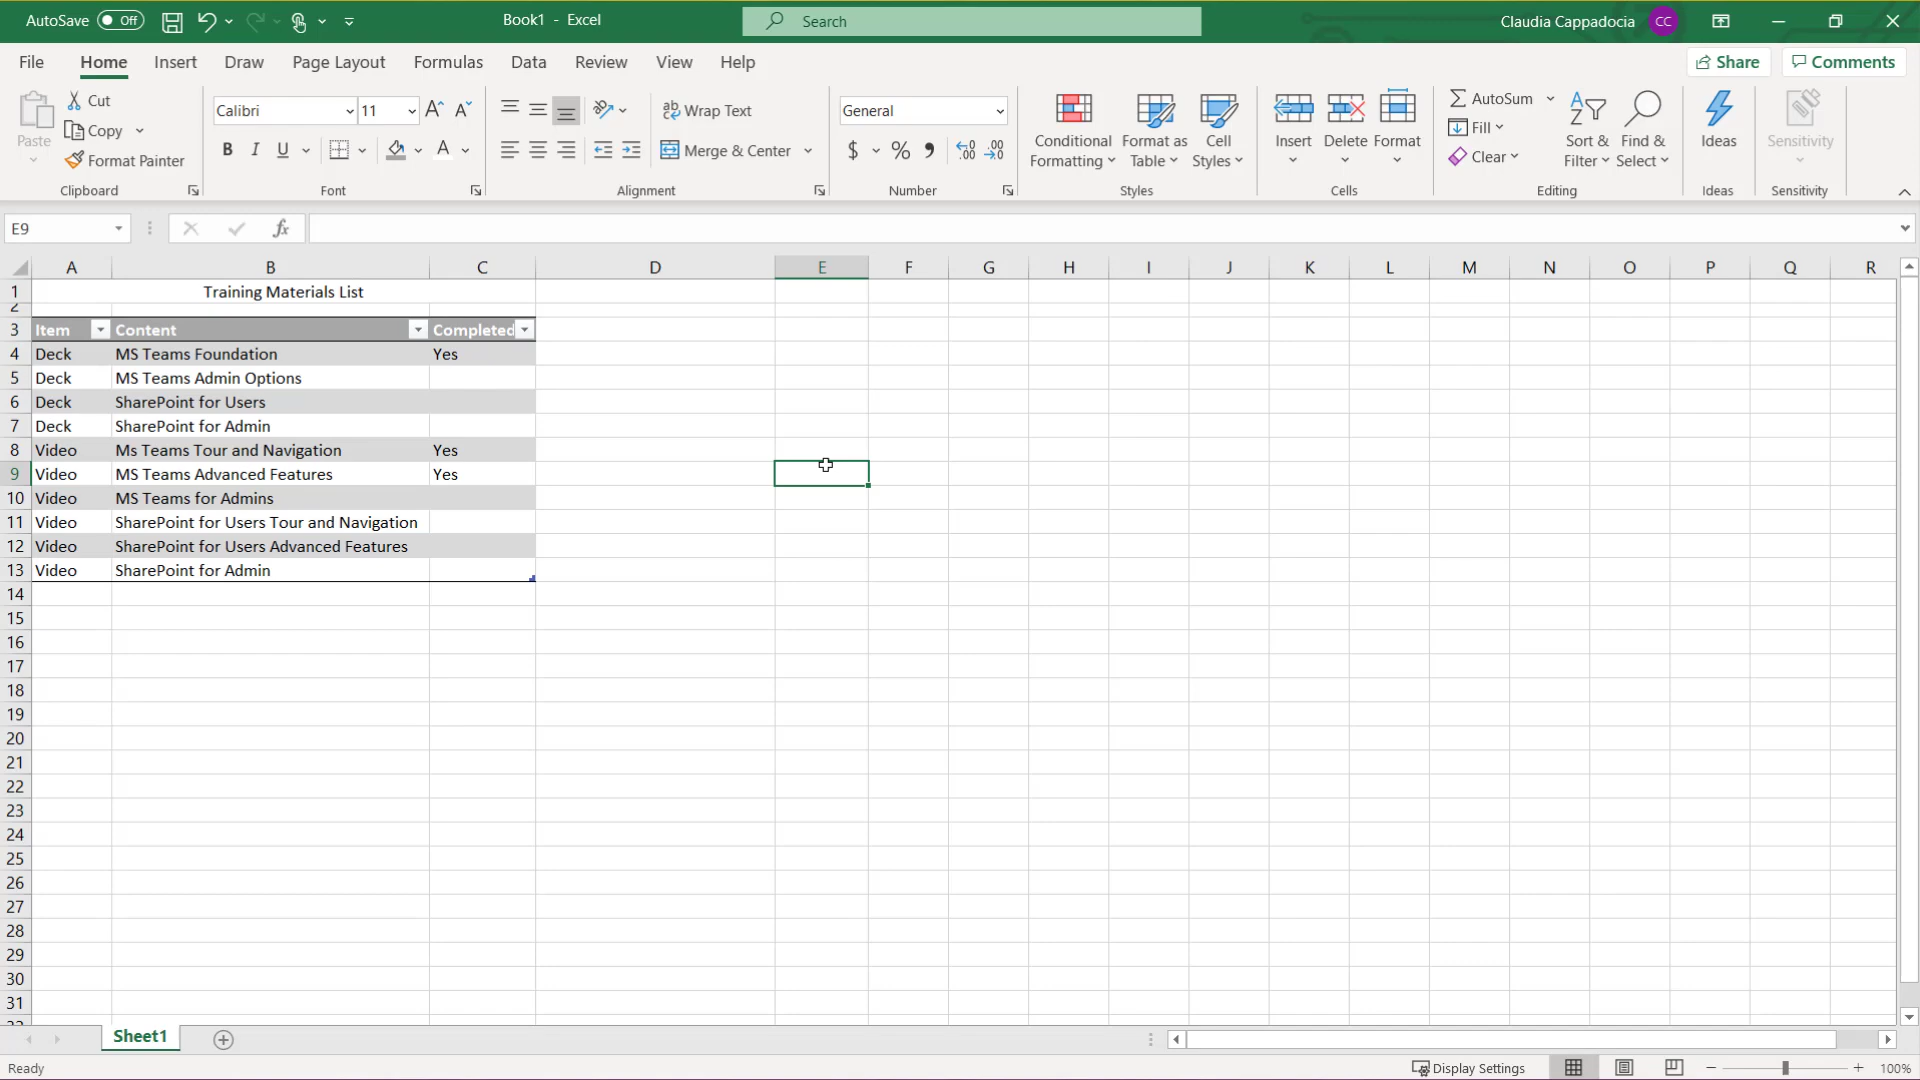 AutoSave Off Book1 - Excel Search Claudia Cappadocia CC
File Home Insert Draw Page Layout Formulas Data Review View Help Share Comments
Paste Cut Copy Format Painter Clipboard
Calibri 11 B I U A Font
Wrap Text Merge & Center Alignment
General $ % Number
Conditional Formatting Format as Table Cell Styles Styles
Insert Delete Format Cells
AutoSum Fill Clear Sort & Filter Find & Select Editing
Ideas Ideas
Sensitivity Sensitivity
E9 fx
A B C D E F G H I J K L M N O P Q R
1 Training Materials List
2
3 Item Content Completed
4 Deck MS Teams Foundation Yes
5 Deck MS Teams Admin Options
6 Deck SharePoint for Users
7 Deck SharePoint for Admin
8 Video Ms Teams Tour and Navigation Yes
9 Video MS Teams Advanced Features Yes
10 Video MS Teams for Admins
11 Video SharePoint for Users Tour and Navigation
12 Video SharePoint for Users Advanced Features
13 Video SharePoint for Admin
14
15
16
17
18
19
20
21
22
23
24
25
26
27
28
29
30
31
Sheet1
Ready Display Settings 100%